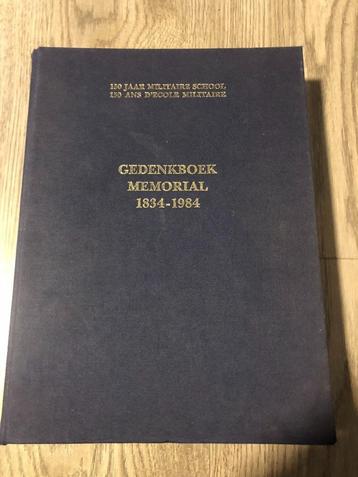 150 JAAR MILITAIRE SCHOOL
150 ANS D'ECOLE MILITAIRE
GEDENKBOEK
MEMORIAL
1834-1984